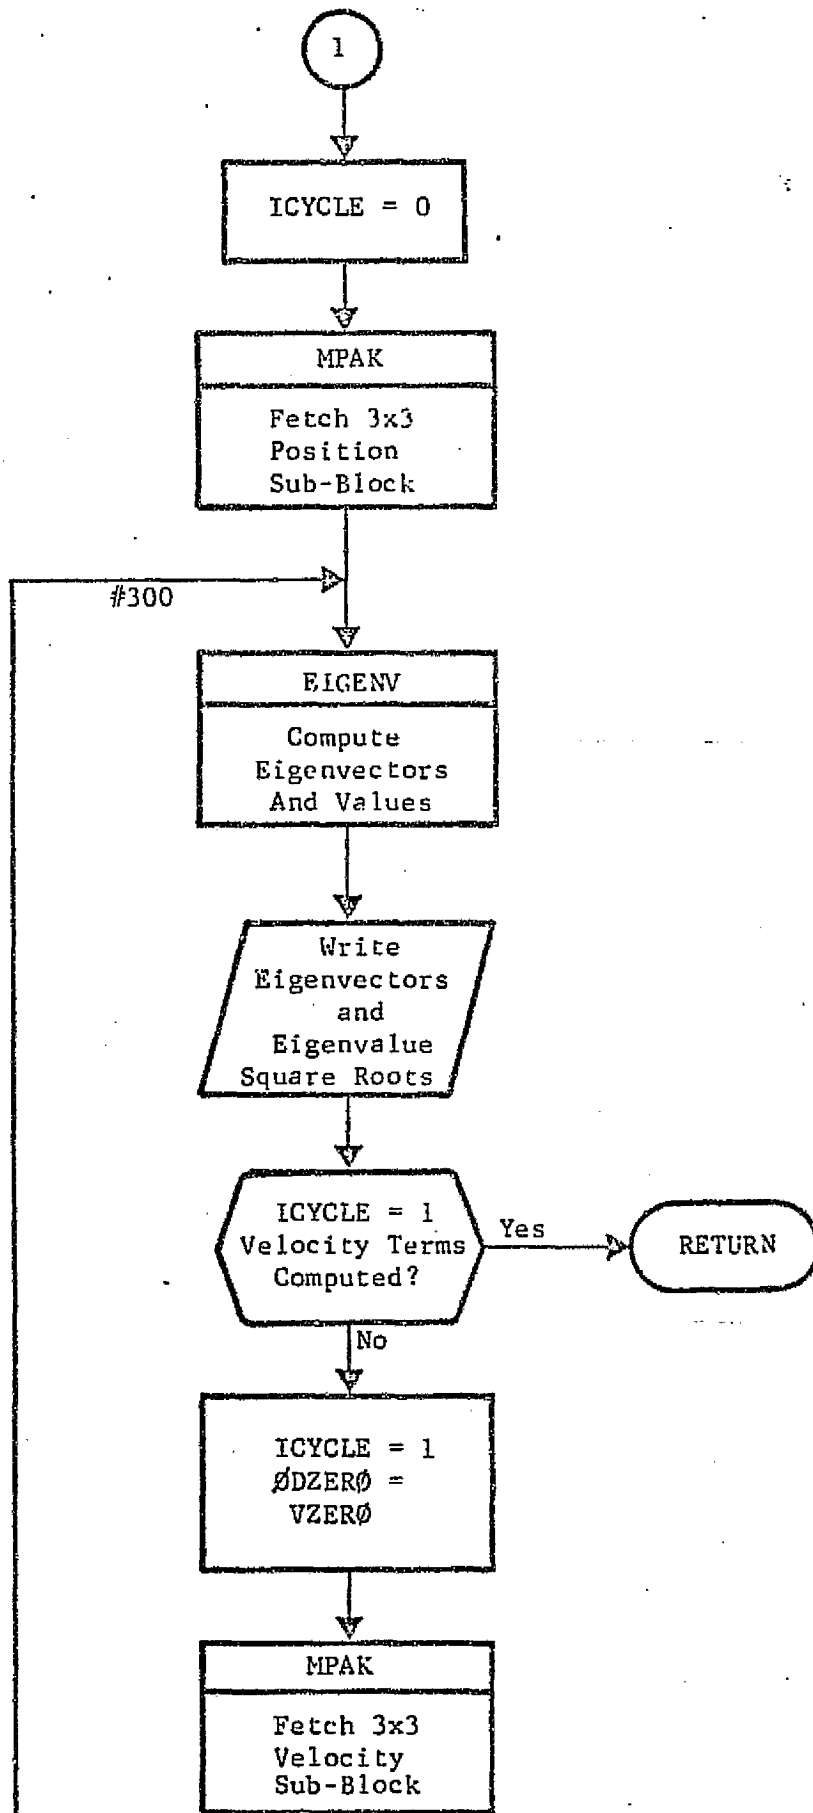 1
ICYCLE = 0
MPAK
Fetch 3x3
Position
Sub-Block
#300
EIGENV
Compute
Eigenvectors
And Values
Write
Eigenvectors
and
Eigenvalue
Square Roots
ICYCLE = 1
Velocity Terms
Computed?
Yes
RETURN
No
ICYCLE = 1
ØDZERØ =
VZERØ
MPAK
Fetch 3x3
Velocity
Sub-Block